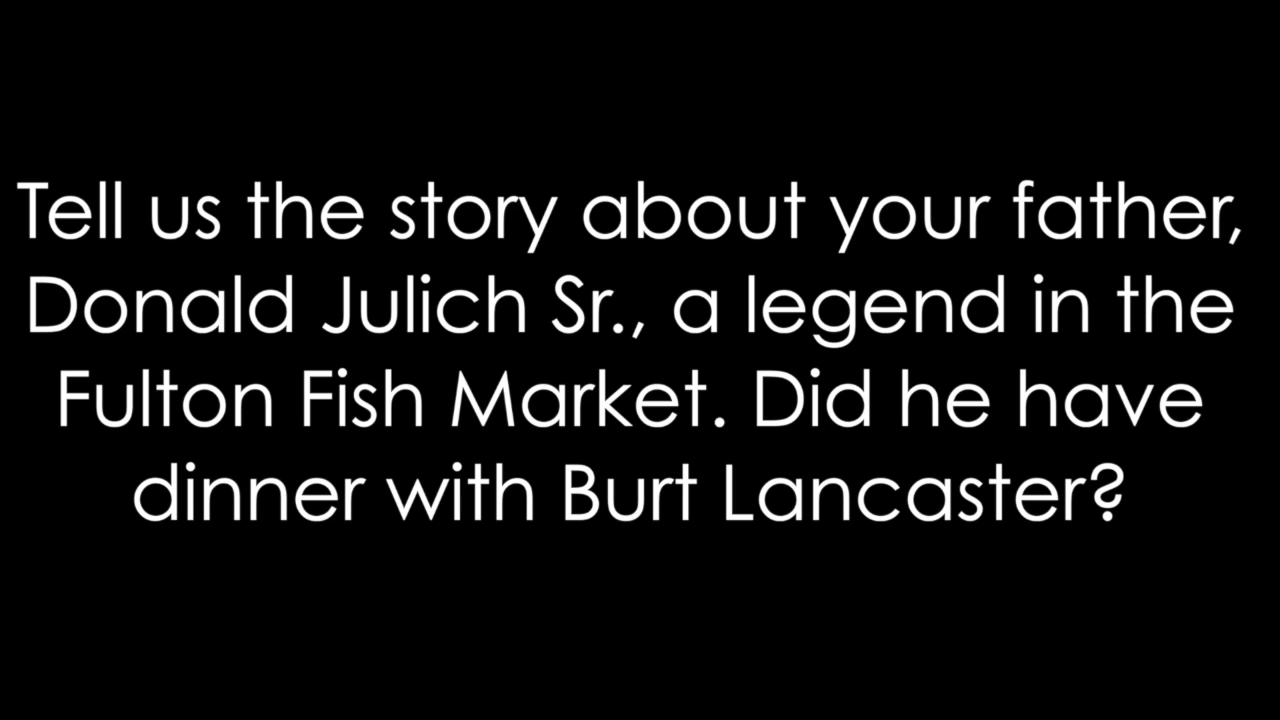 Tell us the story about your father,
Donald Julich Sr., a legend in the
Fulton Fish Market. Did he have
dinner with Burt Lancaster?